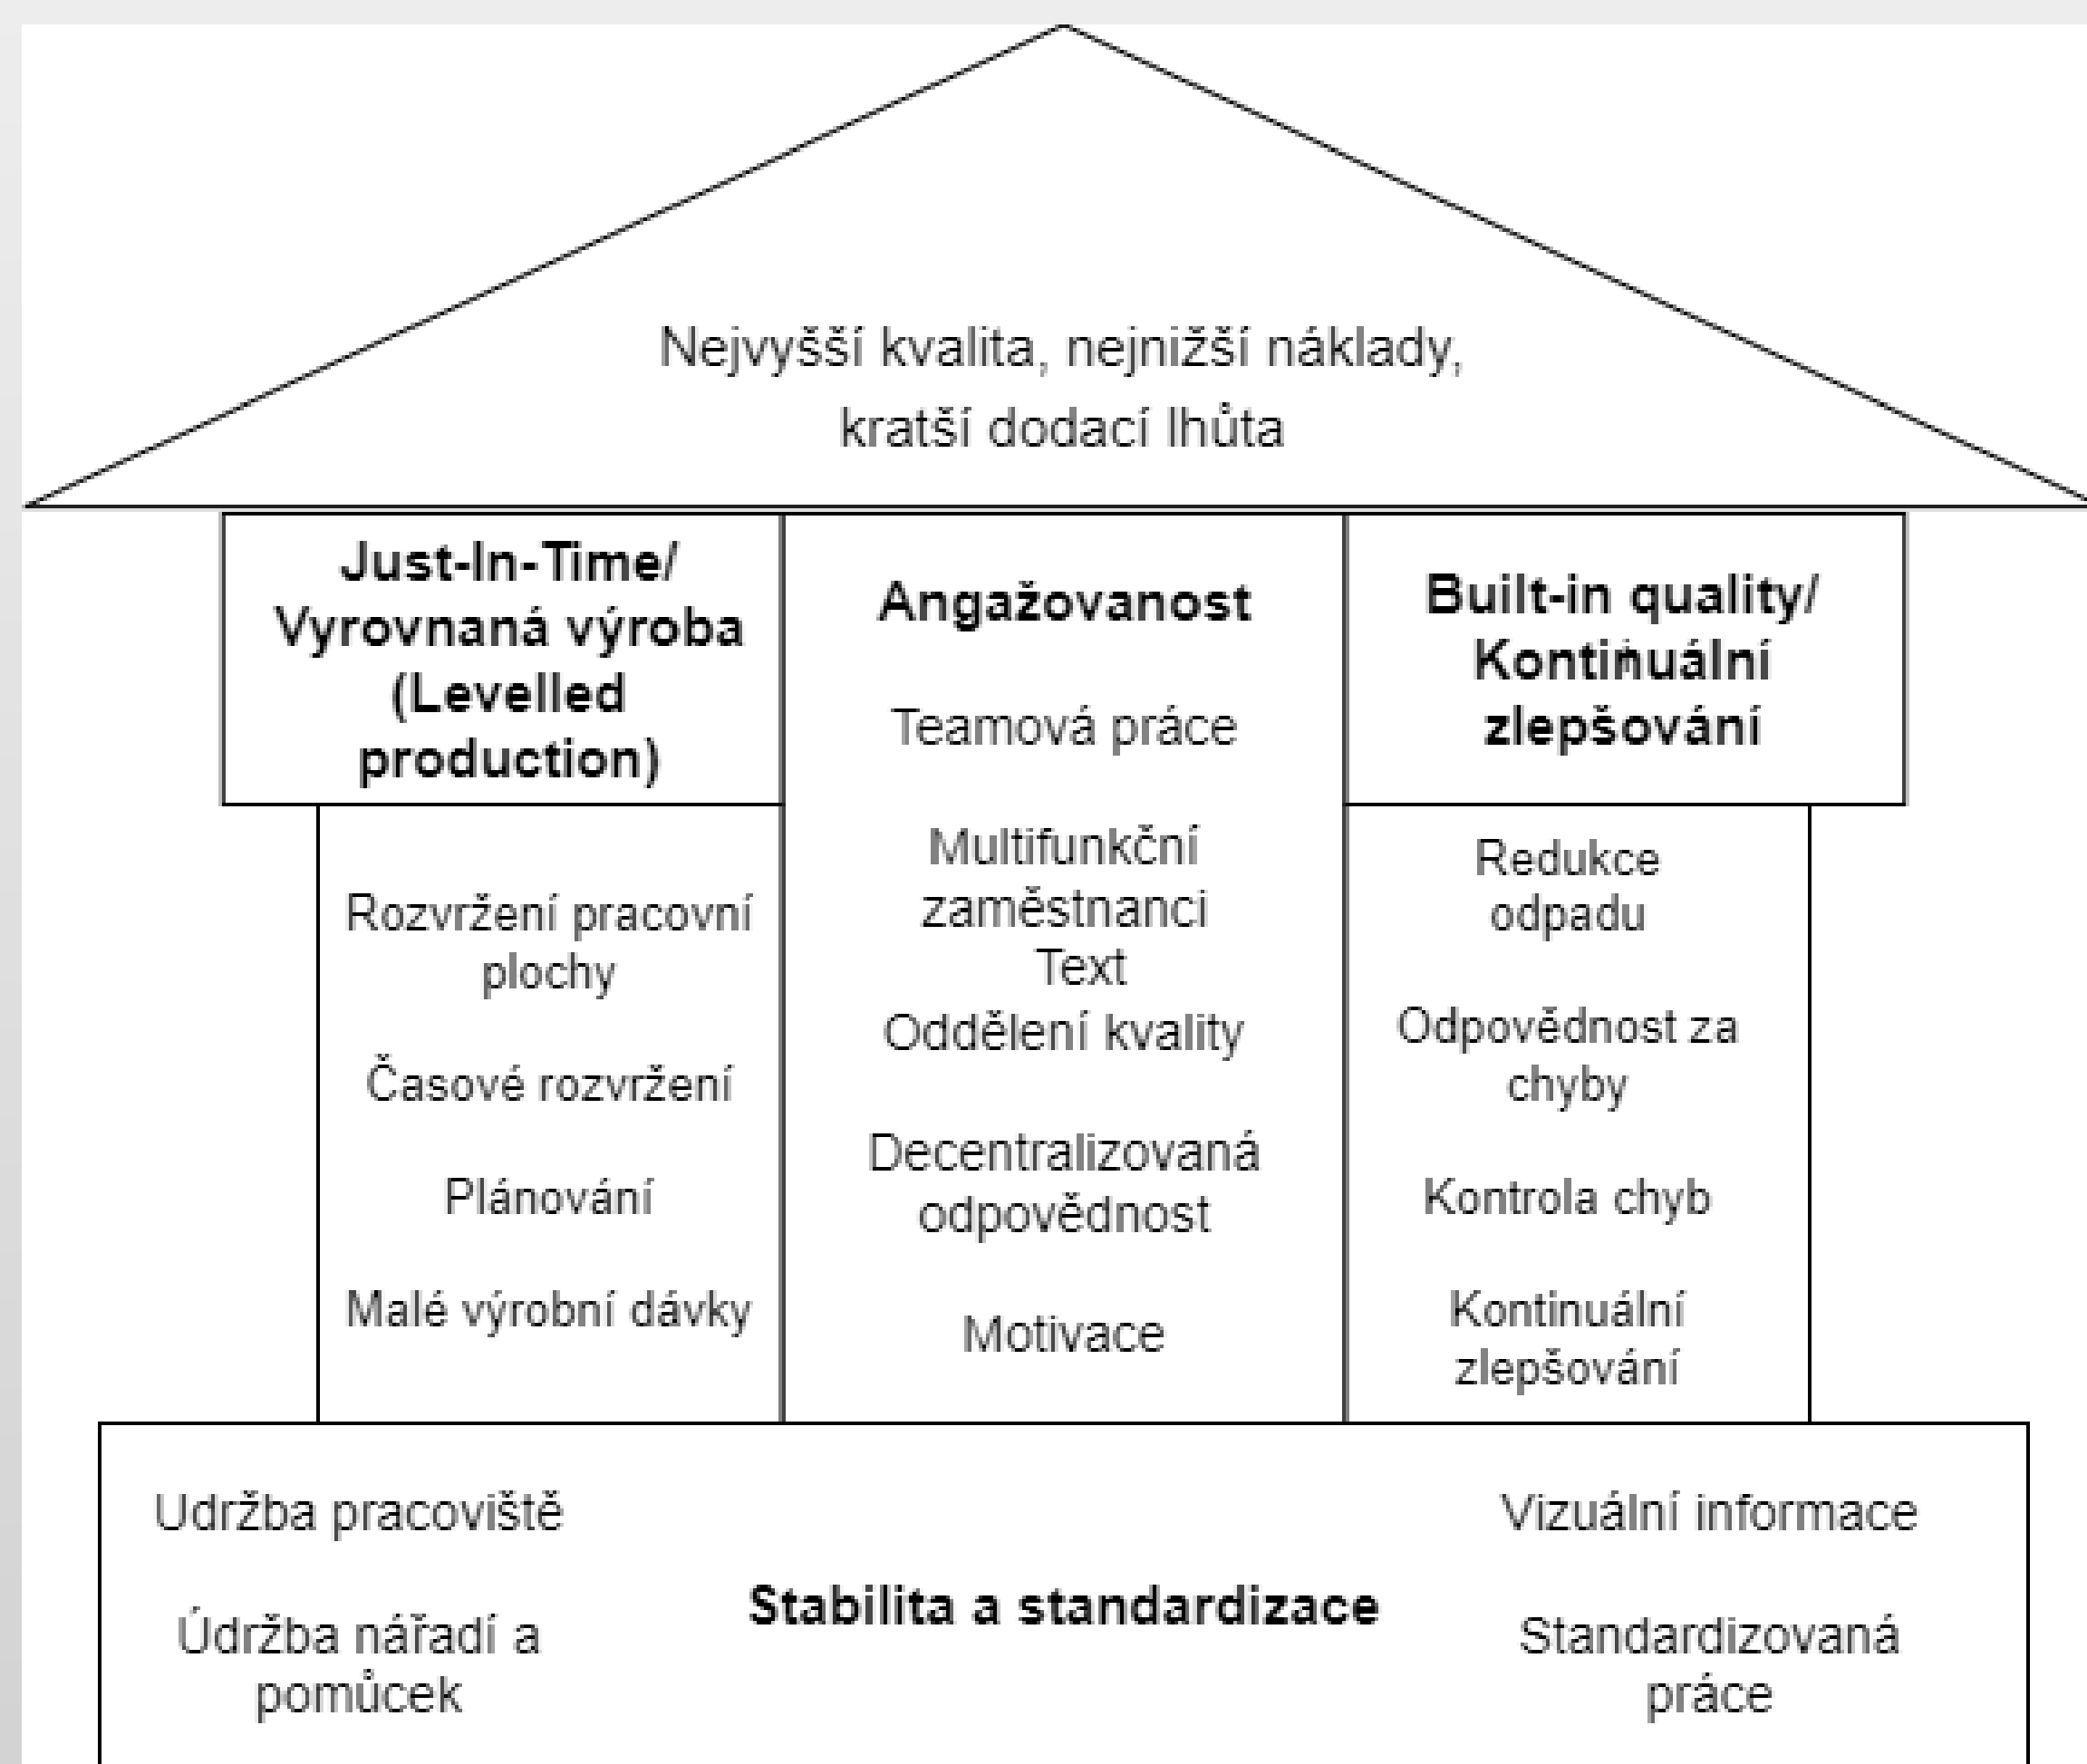 Nejvyšší kvalita, nejnižší náklady,
kratší dodací lhůta
Just-In-Time/
Vyrovnaná výroba
(Levelled
production)
Rozvržení pracovní
plochy
Časové rozvržení
Plánování
Malé výrobní dávky
Angažovanost
Teamová práce
Multifunkční
zaměstnanci
Text
Oddělení kvality
Decentralizovaná
odpovědnost
Motivace
Built-in quality/
Kontinuální
zlepšování
Redukce
odpadu
Odpovědnost za
chyby
Kontrola chyb
Kontinuální
zlepšování
Udržba pracoviště
Údržba nářadí a
pomůcek
Stabilita a standardizace
Vizuální informace
Standardizovaná
práce